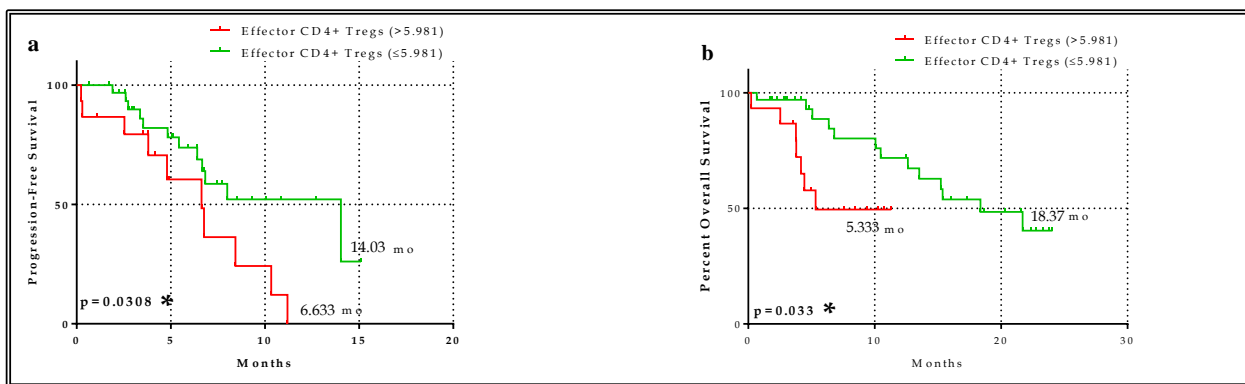 a
Effector CD4+ Tregs (>5.981)
Effector CD4+ Tregs (≤5.981)
Progression-Free Survival
100
50
0
14.03 mo
6.633 mo
p=0.0308 *
0 5 10 15 20
Months
b
Effector CD4+ Tregs (>5.981)
Effector CD4+ Tregs (≤5.981)
Percent Overall Survival
100
50
0
18.37 mo
5.333 mo
p=0.033 *
0 10 20 30
Months